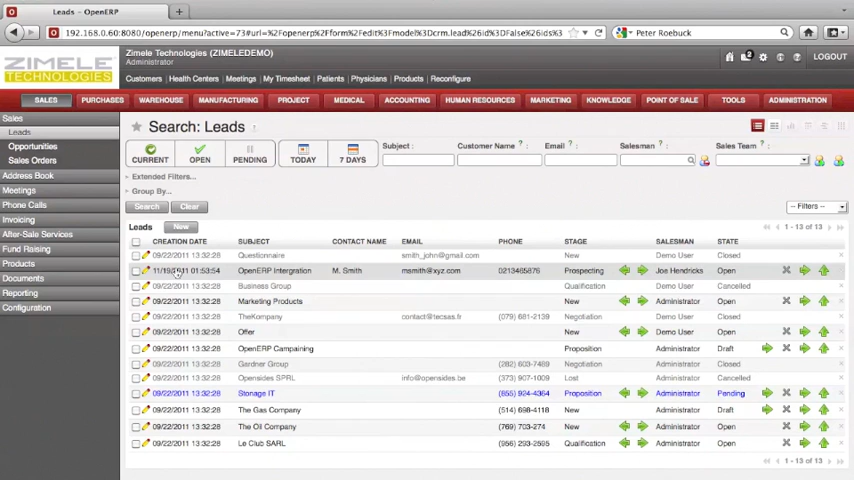 Leads - OpenERP
192.168.0.60:8080/openerp/menu?active=73#url=%2Fopenerp%2Fform%2Fedit%3Fmodel%3Dcrm.lead%26id%3DFalse%26ids%3
Peter Roebuck
ZIMELE TECHNOLOGIES
Zimele Technologies (ZIMELEDEMO)
Administrator
2
LOGOUT
Customers Health Centers Meetings My Timesheet Patients Physicians Products Reconfigure
SALES PURCHASES WAREHOUSE MANUFACTURING PROJECT MEDICAL ACCOUNTING HUMAN RESOURCES MARKETING KNOWLEDGE POINT OF SALE TOOLS ADMINISTRATION
Sales
Leads
Opportunities
Sales Orders
Address Book
Meetings
Phone Calls
Invoicing
After-Sale Services
Fund Raising
Products
Documents
Reporting
Configuration
Search: Leads ?
CURRENT OPEN PENDING TODAY 7 DAYS
Subject : Customer Name ? : Email ? : Salesman ? : Sales Team ? :
Extended Filters...
Group By...
Search Clear
-- Filters --
Leads New
1 - 13 of 13
CREATION DATE SUBJECT CONTACT NAME EMAIL PHONE STAGE SALESMAN STATE
09/22/2011 13:32:28 Questionnaire smith_john@gmail.com New Demo User Closed
11/19/2011 01:53:54 OpenERP Intergration M. Smith msmith@xyz.com 0213465876 Prospecting Joe Hendricks Open
09/22/2011 13:32:28 Business Group Qualification Demo User Cancelled
09/22/2011 13:32:28 Marketing Products New Administrator Open
09/22/2011 13:32:28 TheKompany contact@tecsas.fr (079) 681-2139 Negotiation Demo User Closed
09/22/2011 13:32:28 Offer New Demo User Open
09/22/2011 13:32:28 OpenERP Campaining Proposition Administrator Draft
09/22/2011 13:32:28 Gardner Group (282) 603-7489 Negotiation Administrator Closed
09/22/2011 13:32:28 Opensides SPRL info@opensides.be (373) 907-1009 Lost Administrator Cancelled
09/22/2011 13:32:28 Stonage IT (855) 924-4364 Proposition Administrator Pending
09/22/2011 13:32:28 The Gas Company (514) 698-4118 New Administrator Draft
09/22/2011 13:32:28 The Oil Company (769) 703-274 New Administrator Open
09/22/2011 13:32:28 Le Club SARL (956) 293-2595 Qualification Administrator Open
1 - 13 of 13